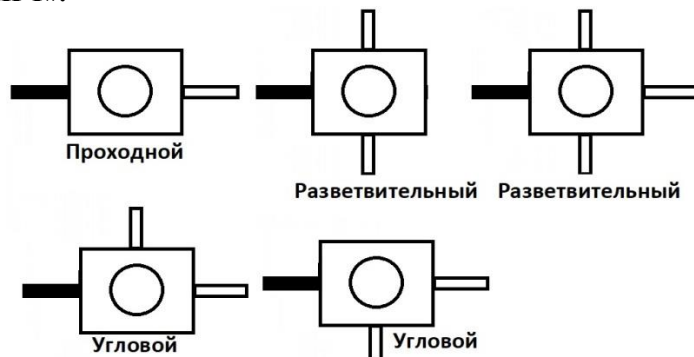 Проходной
Разветвительный
Разветвительный
Угловой
Угловой